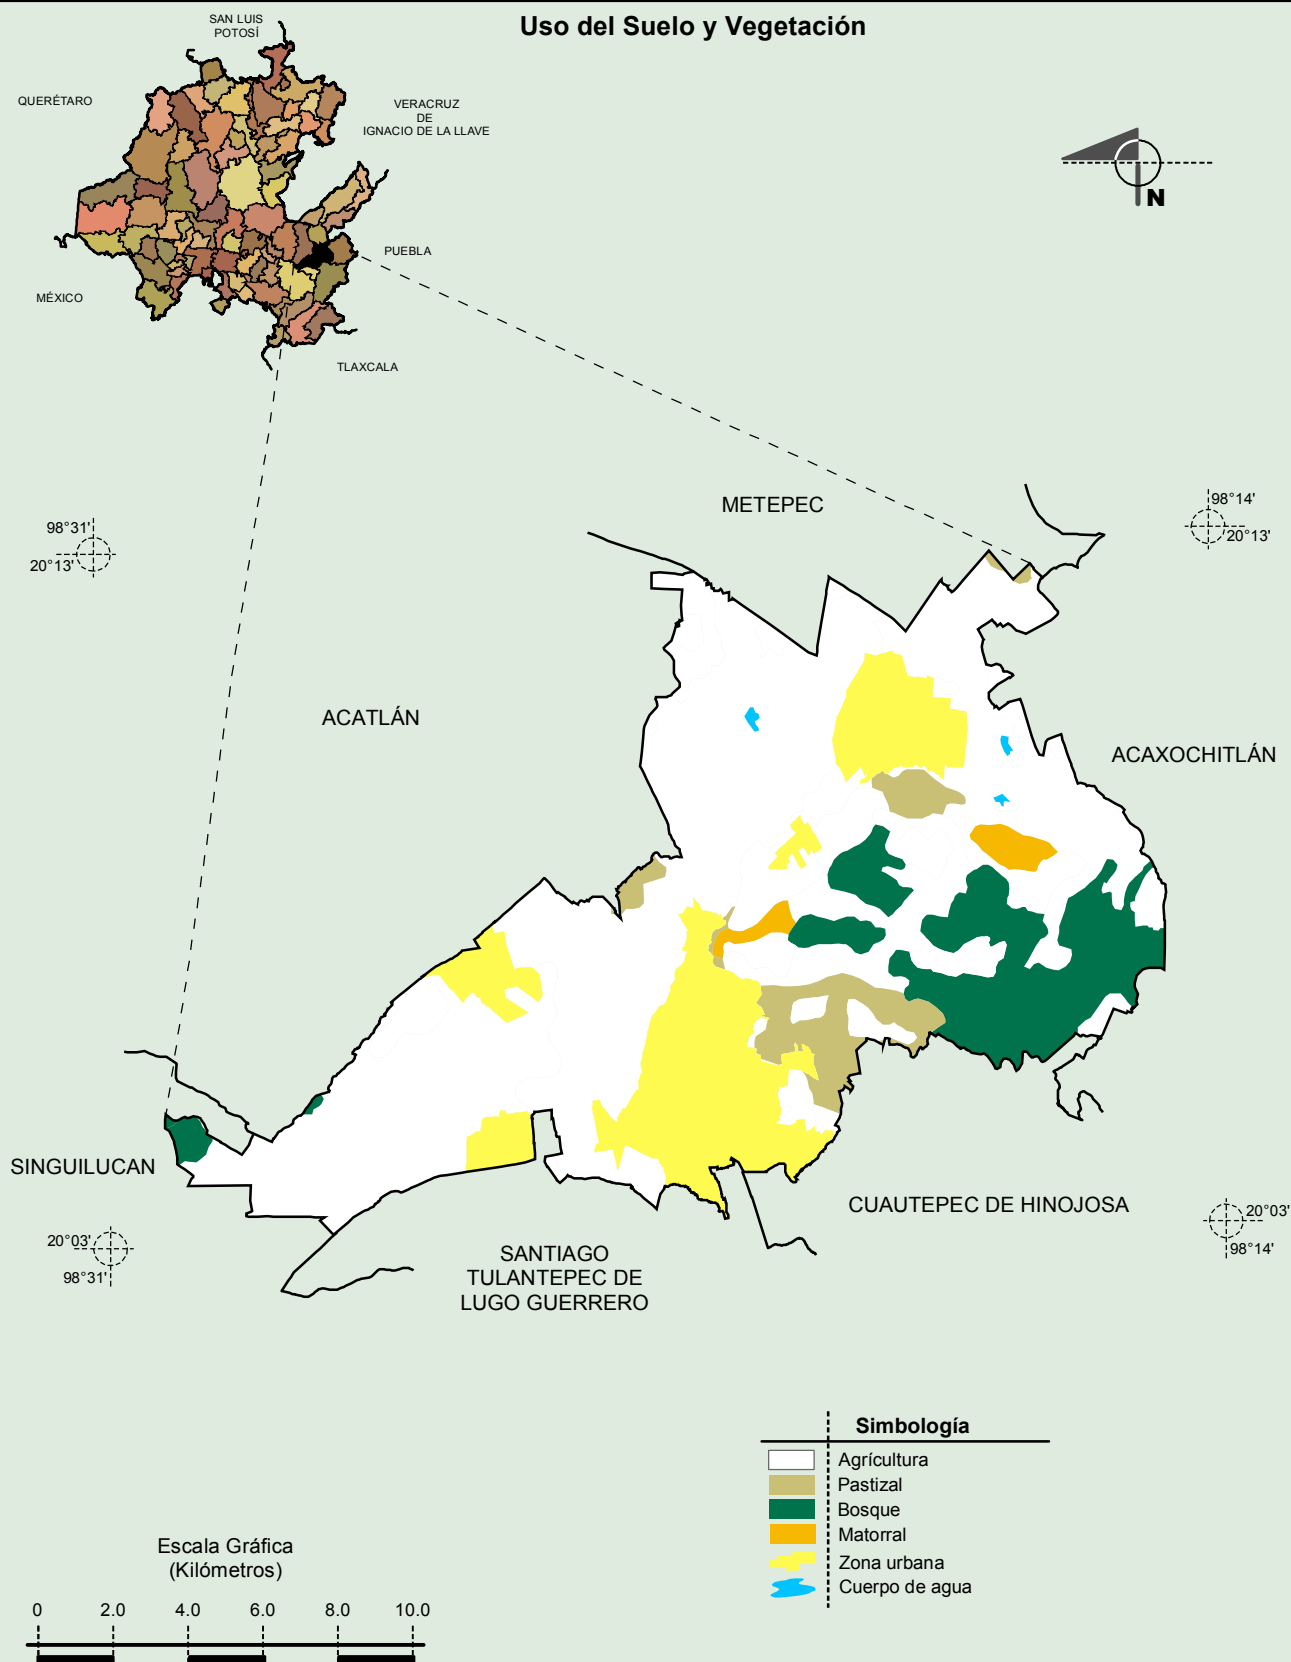 Uso del Suelo y Vegetación
SAN LUIS
POTOSÍ
QUERÉTARO
VERACRUZ
DE
IGNACIO DE LA LLAVE
N
PUEBLA
MÉXICO
TLAXCALA
METEPEC
98°14'
20°13'
98°31'
20°13'
ACATLÁN
ACAXOCHITLÁN
SINGUILUCAN
CUAUTEPEC DE HINOJOSA
20°03'
98°14'
20°03'
98°31'
SANTIAGO
TULANTEPEC DE
LUGO GUERRERO
Simbología
Agrícultura
Pastizal
Bosque
Matorral
Zona urbana
Cuerpo de agua
Escala Gráfica
(Kilómetros)
0 2.0 4.0 6.0 8.0 10.0